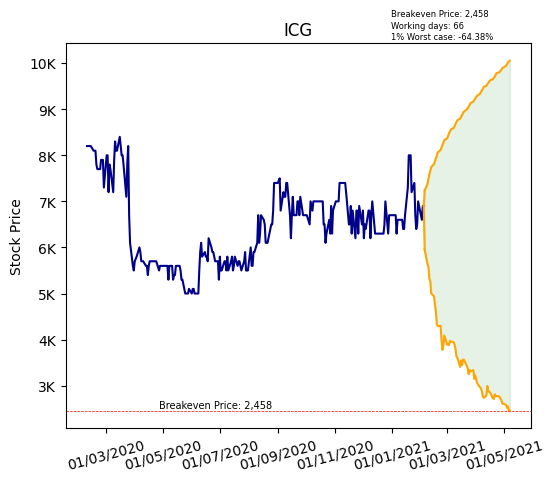 Breakeven Price: 2,458
Working days: 66
1% Worst case: -64.38%
ICG
Stock Price
10K
9K
8K
7K
6K
5K
4K
3K
Breakeven Price: 2,458
01/03/2020
01/05/2020
01/07/2020
01/09/2020
01/11/2020
01/01/2021
01/03/2021
01/05/2021